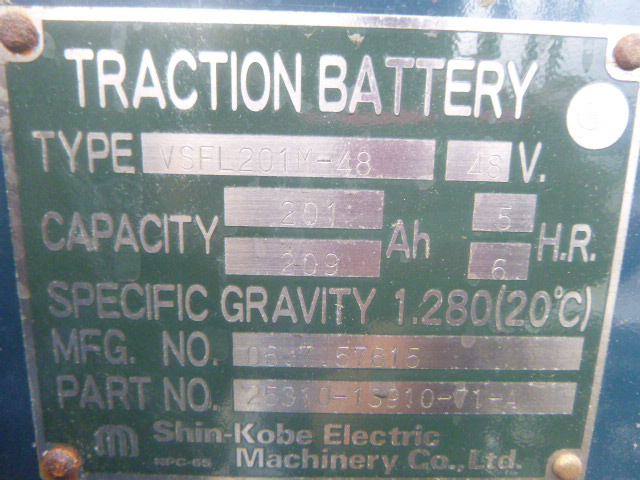 TRACTION BATTERY
TYPE VSFL201M-48 48 V.
CAPACITY 201 Ah 5 H.R.
209 6
SPECIFIC GRAVITY 1.280(20℃)
MFG. NO.
PART NO.
Shin-Kobe Electric
Machinery Co., Ltd.